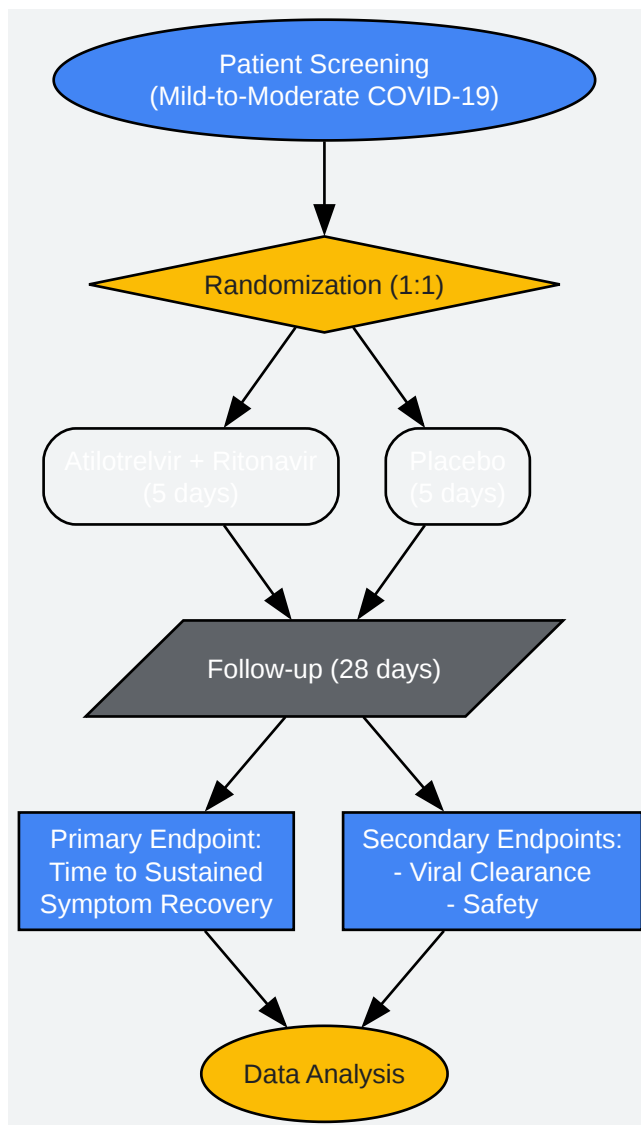 Patient Screening
(Mild-to-Moderate COVID-19)
Randomization (1:1)
Atilotrelvir + Ritonavir
(5 days)
Placebo
(5 days)
Follow-up (28 days)
Primary Endpoint:
Time to Sustained
Symptom Recovery
Secondary Endpoints:
- Viral Clearance
- Safety
Data Analysis